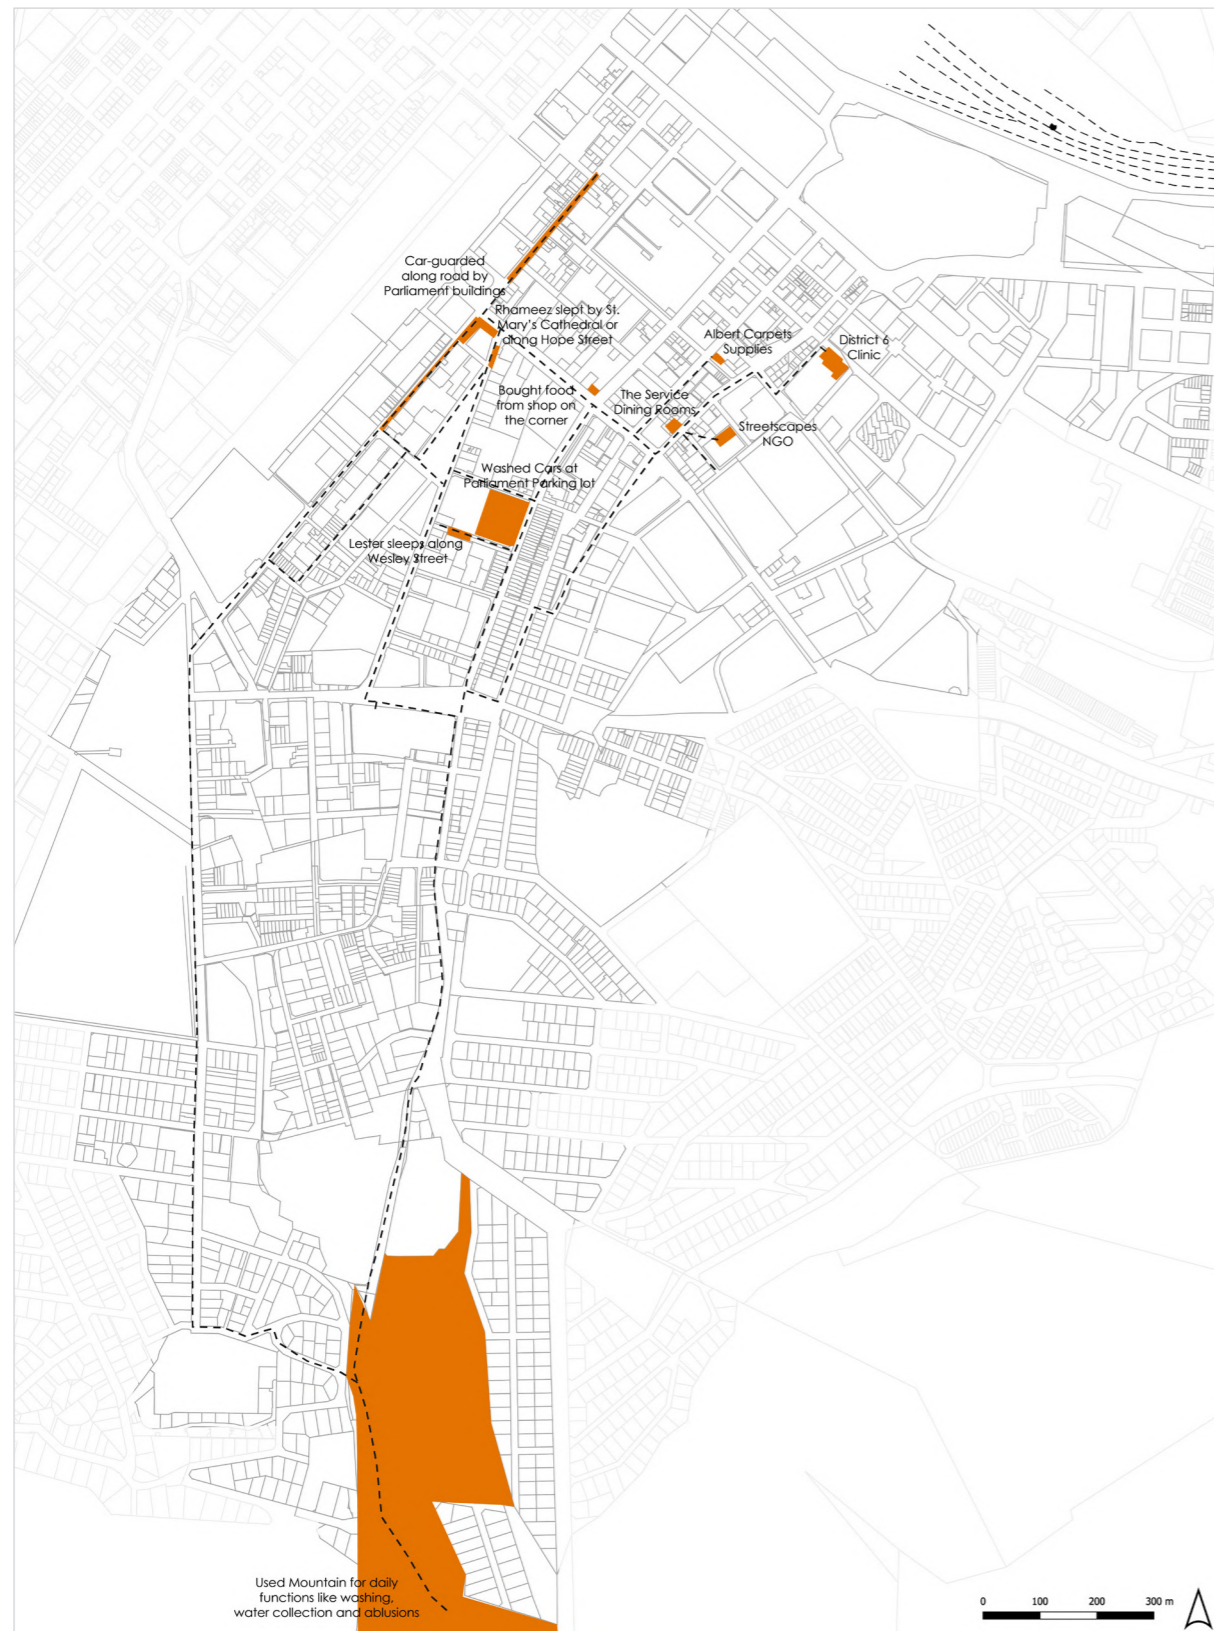 Car-guarded
along road by
Parliament buildings
Rhameez slept by St.
Mary's Cathedral or
along Hope Street
Albert Carpets
Supplies
District 6
Clinic
Bought food
from shop on
the corner
The Service
Dining Rooms
Streetscapes
NGO
Washed Cars at
Parliament Parking lot
Lester sleeps along
Wesley Street
Used Mountain for daily
functions like washing,
water collection and ablusions
0 100 200 300 m